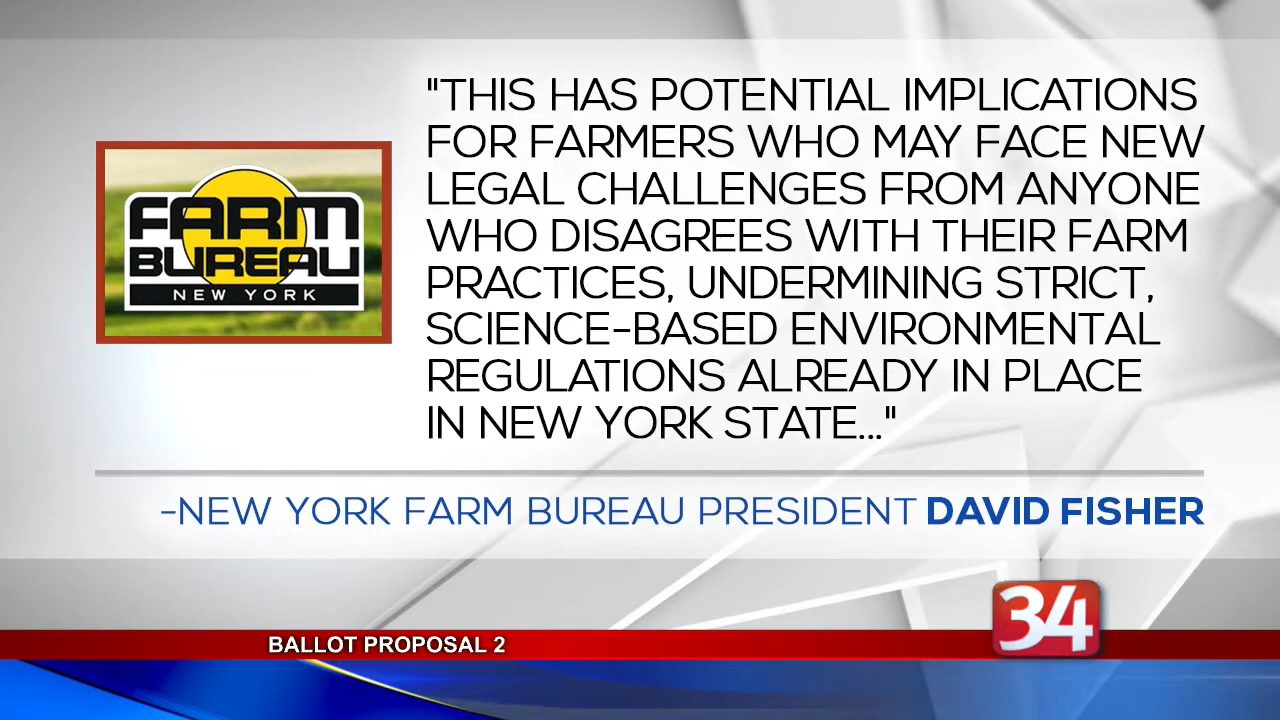 "THIS HAS POTENTIAL IMPLICATIONS
FOR FARMERS WHO MAY FACE NEW
LEGAL CHALLENGES FROM ANYONE
WHO DISAGREES WITH THEIR FARM
PRACTICES, UNDERMINING STRICT,
SCIENCE-BASED ENVIRONMENTAL
REGULATIONS ALREADY IN PLACE
IN NEW YORK STATE..."
FARM
BUREAU
NEW YORK
-NEW YORK FARM BUREAU PRESIDENT DAVID FISHER
34
BALLOT PROPOSAL 2